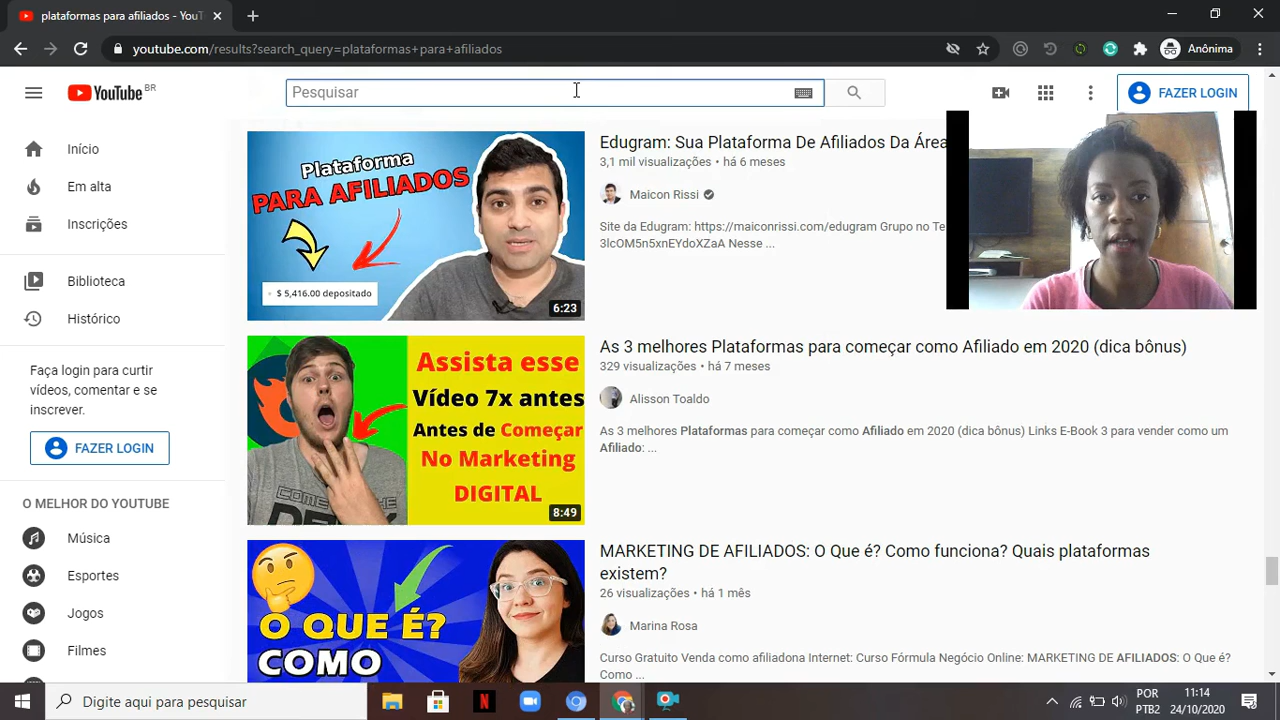 plataformas para afiliados - YouT
youtube.com/results?search_query=plataformas+para+afiliados
Anônima
YouTube BR
Pesquisar
FAZER LOGIN
Início
Em alta
Inscrições
Biblioteca
Histórico
Faça login para curtir
vídeos, comentar e se
inscrever.
FAZER LOGIN
O MELHOR DO YOUTUBE
Música
Esportes
Jogos
Filmes
Plataforma
PARA AFILIADOS
$ 5,416.00 depositado
6:23
Edugram: Sua Plataforma De Afiliados Da Área
3,1 mil visualizações • há 6 meses
Maicon Rissi
Site da Edugram: https://maiconrissi.com/edugram Grupo no Te
3lcOM5n5xnEYdoXZaA Nesse ...
Assista esse
Vídeo 7x antes
Antes de Começar
No Marketing
DIGITAL
8:49
As 3 melhores Plataformas para começar como Afiliado em 2020 (dica bônus)
329 visualizações • há 7 meses
Alisson Toaldo
As 3 melhores Plataformas para começar como Afiliado em 2020 (dica bônus) Links E-Book 3 para vender como um
Afiliado: ...
O QUE É?
COMO
MARKETING DE AFILIADOS: O Que é? Como funciona? Quais plataformas
existem?
26 visualizações • há 1 mês
Marina Rosa
Curso Gratuito Venda como afiliadona Internet: Curso Fórmula Negócio Online: MARKETING DE AFILIADOS: O Que é?
Como ...
Digite aqui para pesquisar
POR
PTB2
11:14
24/10/2020